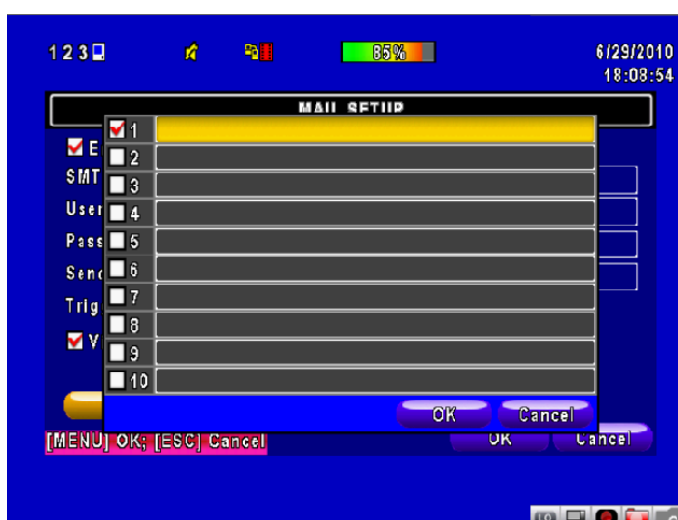 123 85% 6/29/2010
18:08:54
MAIL SETUP
1
E
2
SMT
3
User
4
Pass
5
Send
6
Trig
7
8
V
9
10
OK Cancel
[MENU] OK; [ESC] Cancel OK Cancel